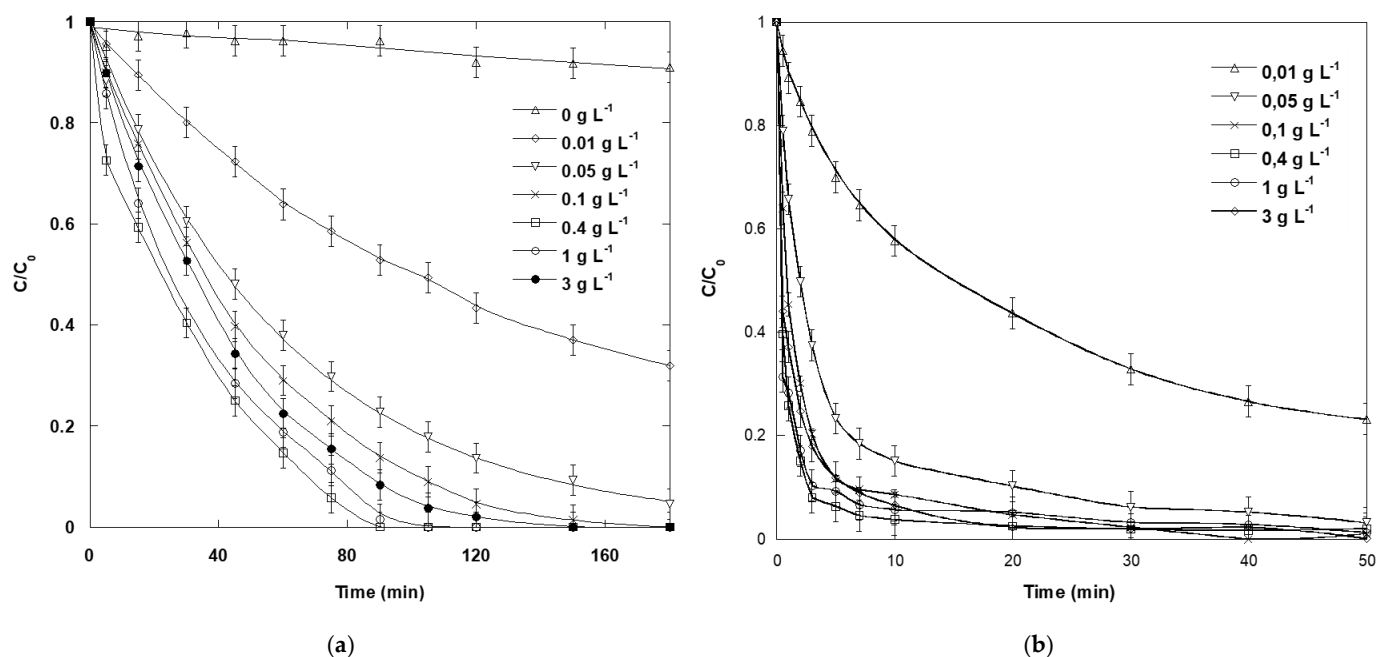 1
0.8
0.6
0.4
0.2
0
C/C₀
0 g L⁻¹
0.01 g L⁻¹
0.05 g L⁻¹
0.1 g L⁻¹
0.4 g L⁻¹
1 g L⁻¹
3 g L⁻¹
0 40 80 120 160
Time (min)
(a)
1
0.8
0.6
0.4
0.2
0
C/C₀
0,01 g L⁻¹
0,05 g L⁻¹
0,1 g L⁻¹
0,4 g L⁻¹
1 g L⁻¹
3 g L⁻¹
0 10 20 30 40 50
Time (min)
(b)